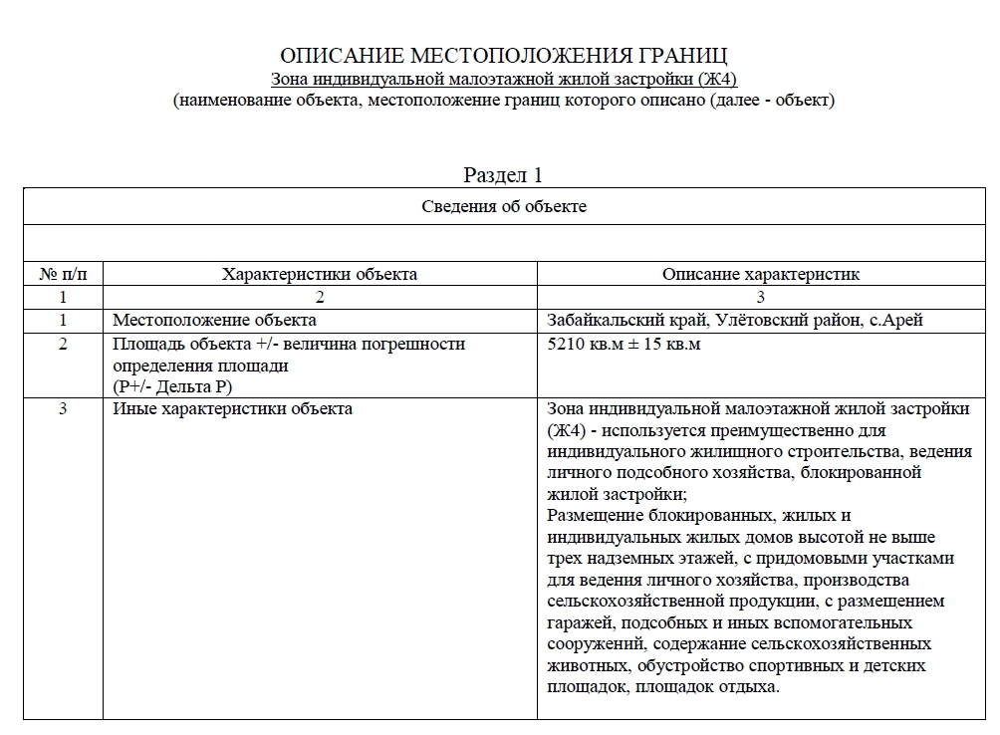 ОПИСАНИЕ МЕСТОПОЛОЖЕНИЯ ГРАНИЦ
Зона индивидуальной малоэтажной жилой застройки (Ж4)
(наименование объекта, местоположение границ которого описано (далее - объект)
Раздел 1
Сведения об объекте
№ п/п Характеристики объекта Описание характеристик
1 2 3
1 Местоположение объекта Забайкальский край, Улётовский район, с.Арей
2 Площадь объекта +/- величина погрешности 5210 кв.м ± 15 кв.м
определения площади
(Р+/- Дельта Р)
3 Иные характеристики объекта Зона индивидуальной малоэтажной жилой застройки
(Ж4) - используется преимущественно для
индивидуального жилищного строительства, ведения
личного подсобного хозяйства, блокированной
жилой застройки;
Размещение блокированных, жилых и
индивидуальных жилых домов высотой не выше
трех надземных этажей, с придомовыми участками
для ведения личного хозяйства, производства
сельскохозяйственной продукции, с размещением
гаражей, подсобных и иных вспомогательных
сооружений, содержание сельскохозяйственных
животных, обустройство спортивных и детских
площадок, площадок отдыха.